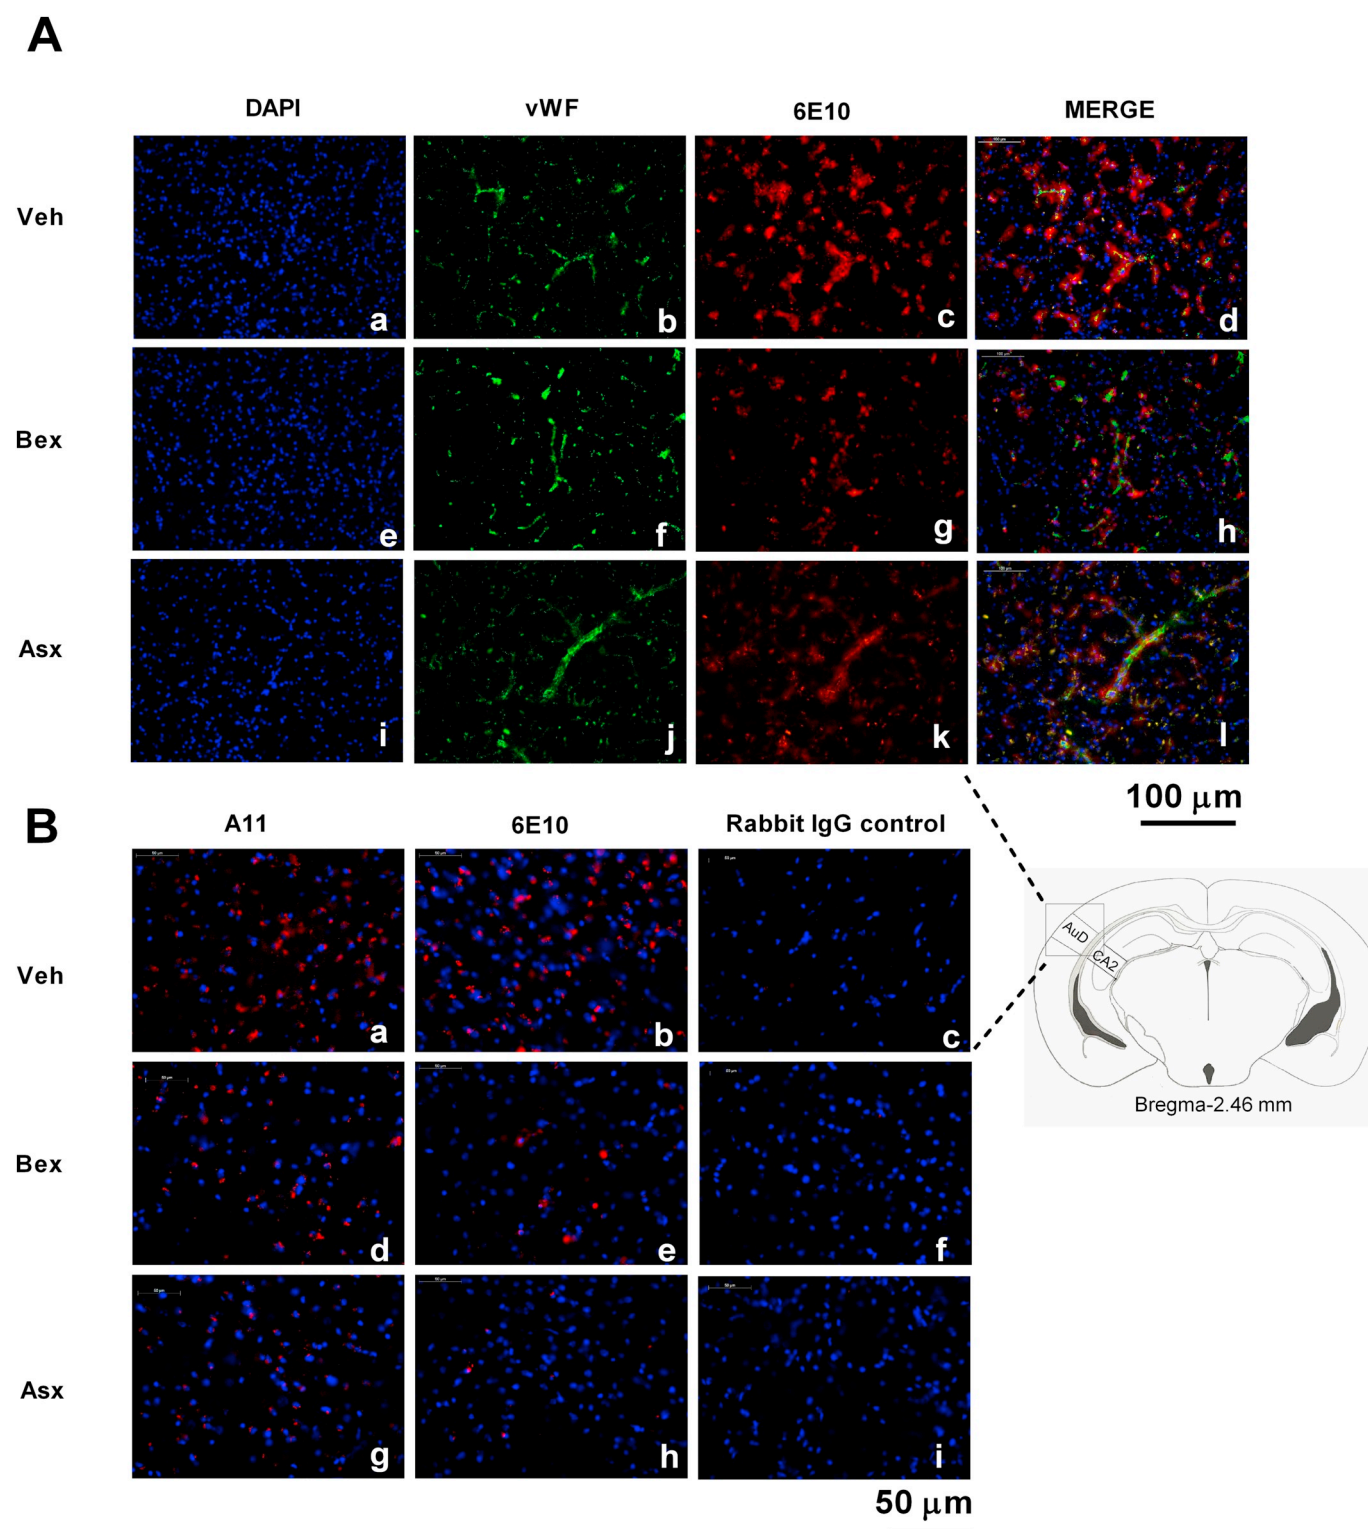 A
DAPI vWF 6E10 MERGE
Veh
a b c d
Bex
e f g h
Asx
i j k l
100 μm
B
A11 6E10 Rabbit IgG control
Veh
a b c
AuD
CA2
Bregma-2.46 mm
Bex
d e f
Asx
g h i
50 μm